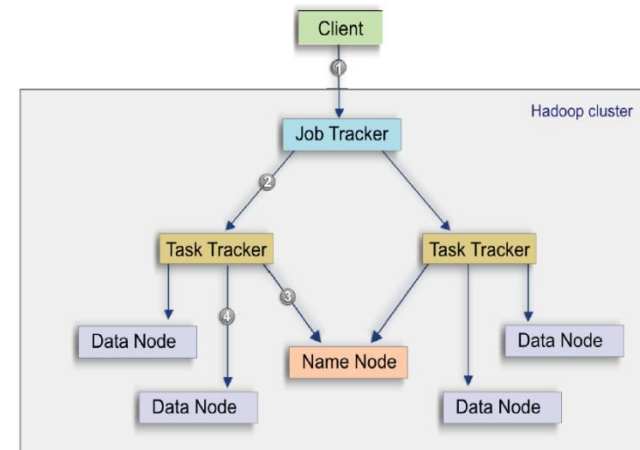 Client
1
Hadoop cluster
Job Tracker
2
Task Tracker
Task Tracker
3
4
Data Node
Data Node
Name Node
Data Node
Data Node